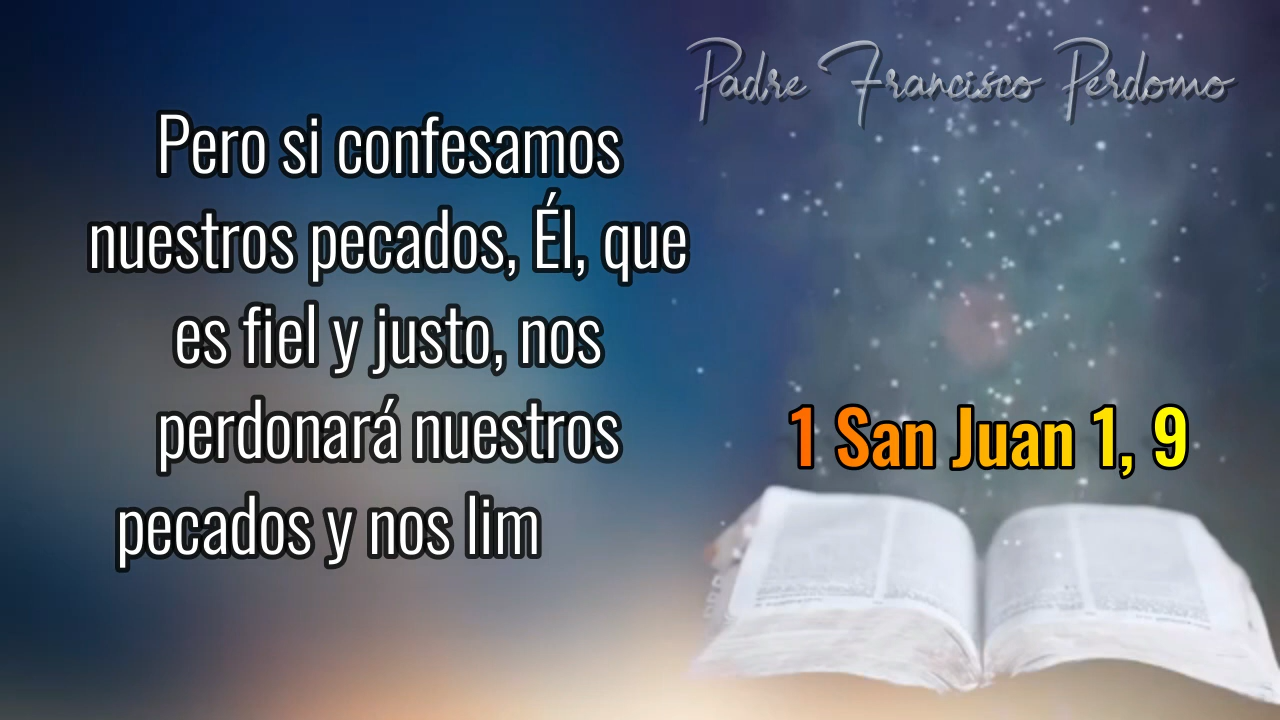 Padre Francisco Perdomo
Pero si confesamos
nuestros pecados, Él, que
es fiel y justo, nos
perdonará nuestros
pecados y nos lim
1 San Juan 1, 9